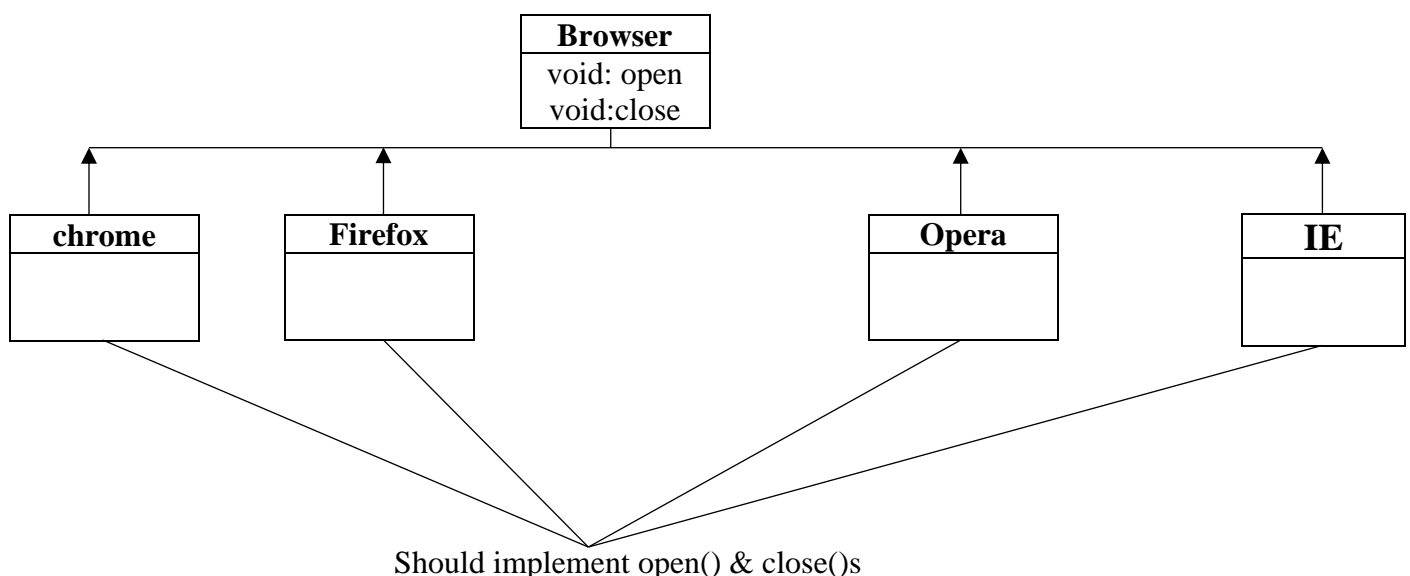 Browser
void: open
void:close
chrome
Firefox
Opera
IE
Should implement open() & close()s